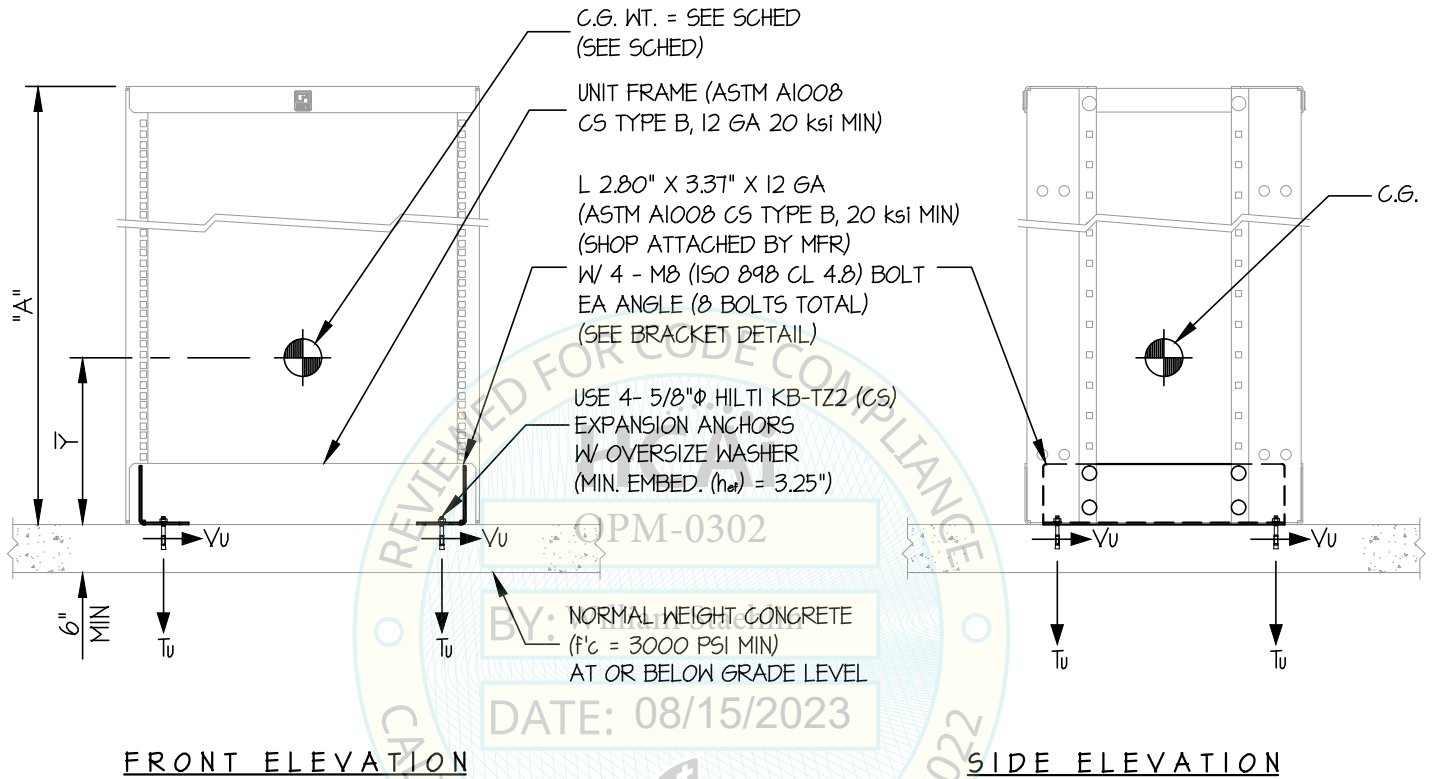 C.G. WT. = SEE SCHED
(SEE SCHED)
UNIT FRAME (ASTM A1008
CS TYPE B, 12 GA 20 ksi MIN)
L 2.80" X 3.37" X 12 GA
(ASTM A1008 CS TYPE B, 20 ksi MIN)
(SHOP ATTACHED BY MFR)
W/ 4 - M8 (ISO 898 CL 4.8) BOLT
EA ANGLE (8 BOLTS TOTAL)
(SEE BRACKET DETAIL)
C.G.
"A"
Y
USE 4- 5/8"Φ HILTI KB-TZ2 (CS)
EXPANSION ANCHORS
W/ OVERSIZE WASHER
(MIN. EMBED. (hef) = 3.25")
Vu
Vu
Vu
Vu
6"
MIN
Tu
Tu
Tu
Tu
NORMAL WEIGHT CONCRETE
(f'c = 3000 PSI MIN)
AT OR BELOW GRADE LEVEL
REVIEWED FOR CODE COMPLIANCE
HCAi
OPM-0302
BY: William Staehlin
DATE: 08/15/2023
CA
2022
FRONT ELEVATION
SIDE ELEVATION